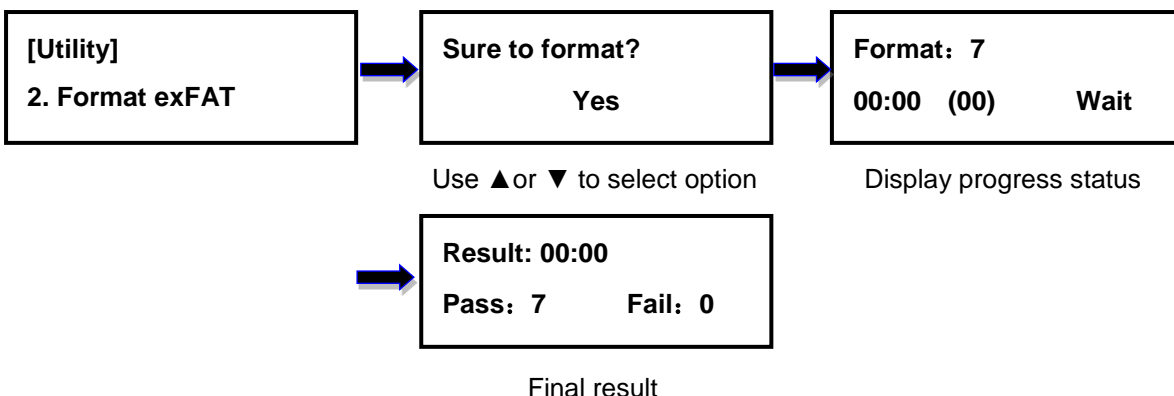 [Utility]
2. Format exFAT
Sure to format?
Yes
Use ▲or ▼ to select option
Format：7
00:00 (00) Wait
Display progress status
Result: 00:00
Pass：7 Fail：0
Final result